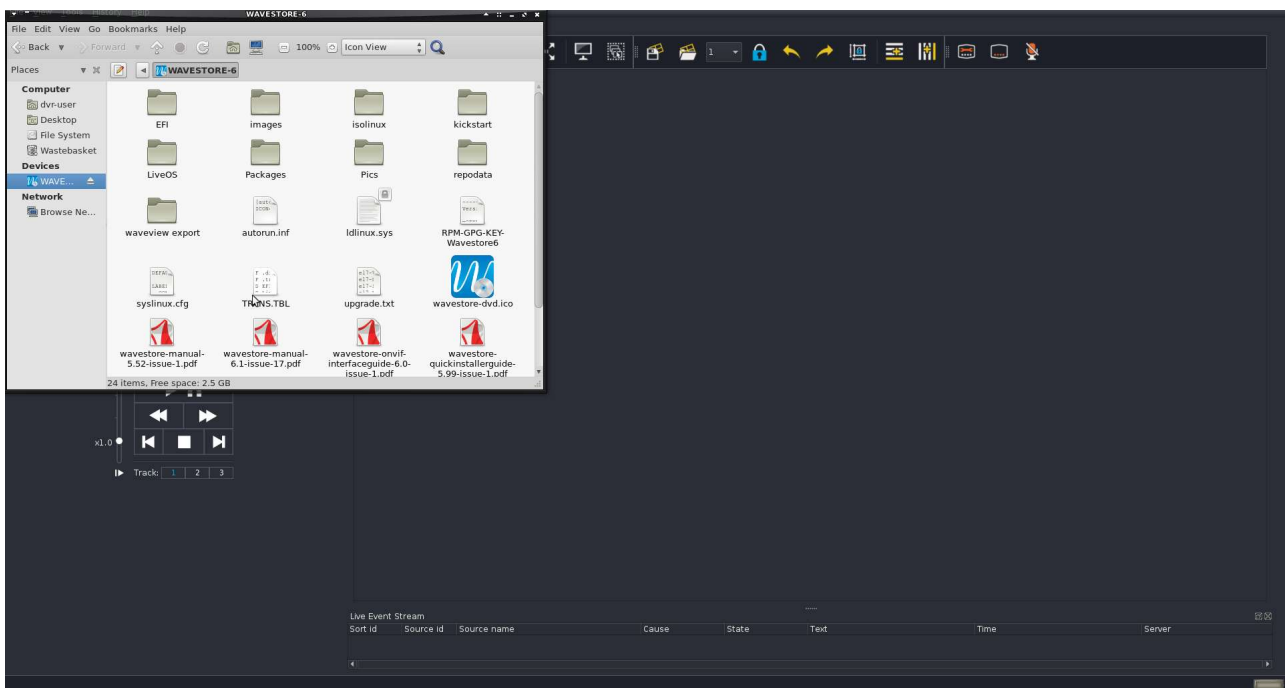 View Tools History Help
WAVESTORE-6
File Edit View Go Bookmarks Help
Back Forward 100% Icon View
1
Places WAVESTORE-6
Computer
dvr-user
Desktop
File System
Wastebasket
Devices
WAVE...
Network
Browse Ne...
EFI images isolinux kickstart
LiveOS Packages Pics repodata
waveview export autorun.inf ldlinux.sys RPM-GPG-KEY-
Wavestore6
syslinux.cfg TRANS.TBL upgrade.txt wavestore-dvd.ico
wavestore-manual- wavestore-manual- wavestore-onvif- wavestore-
5.52-issue-1.pdf 6.1-issue-17.pdf interfaceguide-6.0- quickinstallerguide-
issue-1.pdf 5.99-issue-1.pdf
24 items, Free space: 2.5 GB
x1.0
Track: 1 2 3
Live Event Stream
Sort id Source id Source name Cause State Text Time Server